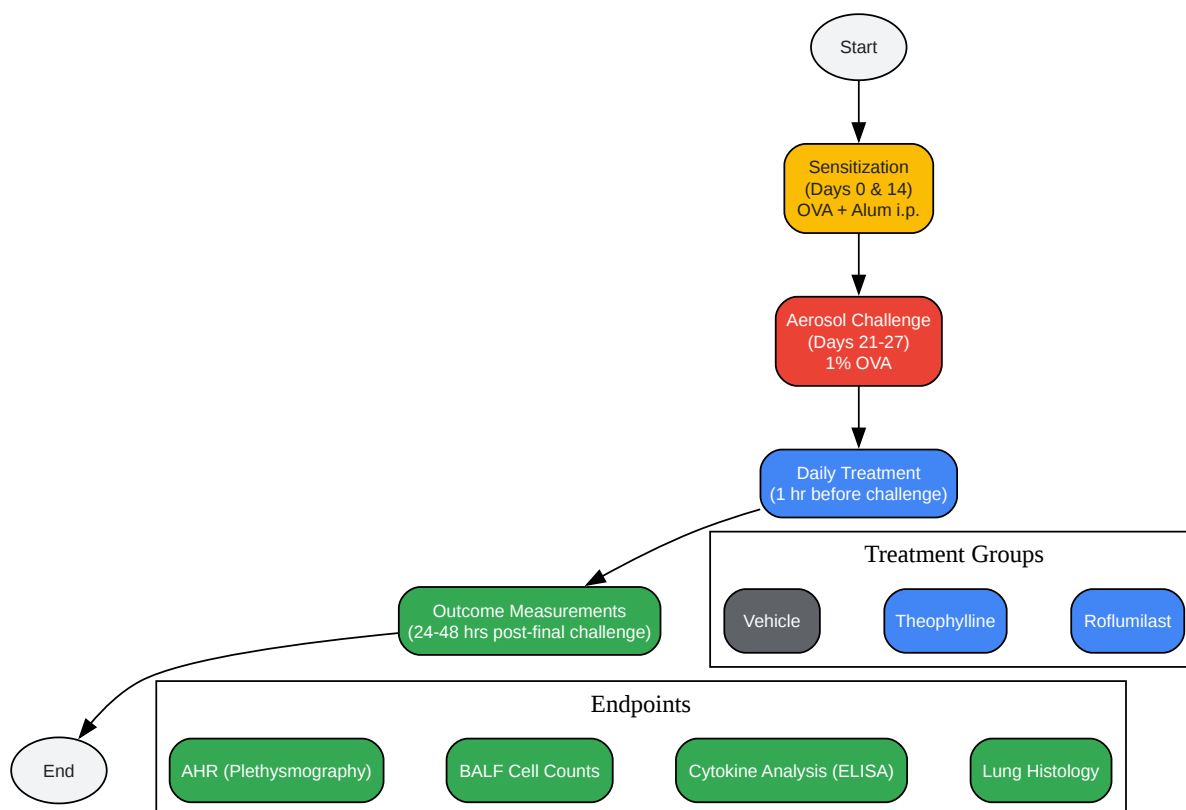 Start
Sensitization
(Days 0 & 14)
OVA + Alum i.p.
Aerosol Challenge
(Days 21-27)
1% OVA
Daily Treatment
(1 hr before challenge)
Treatment Groups
Vehicle
Theophylline
Roflumilast
Outcome Measurements
(24-48 hrs post-final challenge)
Endpoints
End
AHR (Plethysmography)
BALF Cell Counts
Cytokine Analysis (ELISA)
Lung Histology